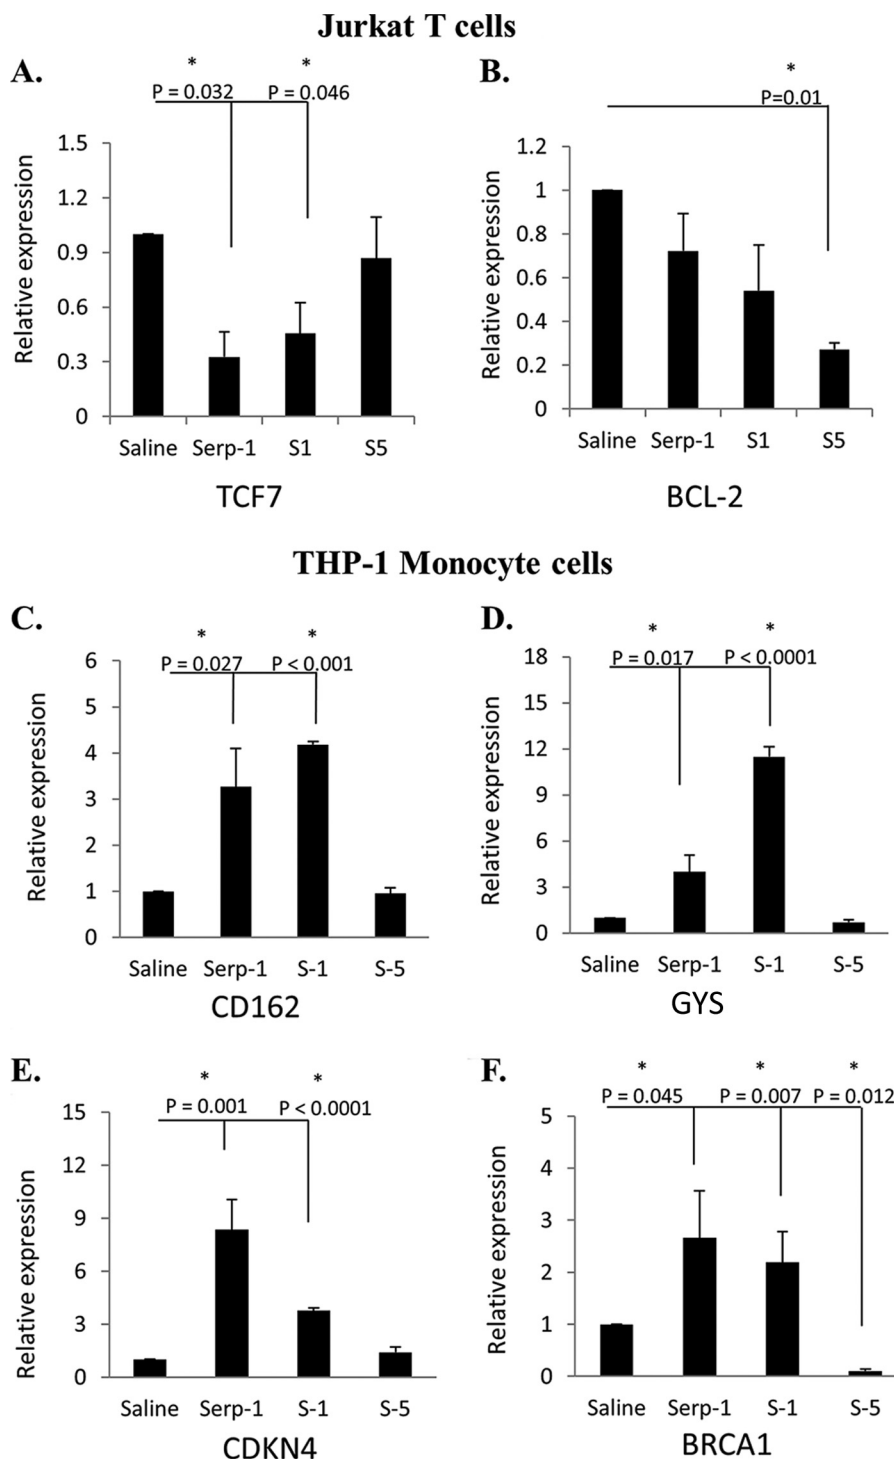 Jurkat T cells
A.
*
*
P = 0.032
P = 0.046
Relative expression
1.5
1.2
0.9
0.6
0.3
0
Saline Serp-1 S1 S5
TCF7
B.
*
P=0.01
Relative expression
1.2
1
0.8
0.6
0.4
0.2
0
Saline Serp-1 S1 S5
BCL-2
THP-1 Monocyte cells
C.
*
*
P = 0.027
P < 0.001
Relative expression
6
5
4
3
2
1
0
Saline Serp-1 S-1 S-5
CD162
D.
*
*
P = 0.017
P < 0.0001
Relative expression
18
15
12
9
6
3
0
Saline Serp-1 S-1 S-5
GYS
E.
*
*
P = 0.001
P < 0.0001
Relative expression
15
12
9
6
3
0
Saline Serp-1 S-1 S-5
CDKN4
F.
*
*
*
P = 0.045
P = 0.007
P = 0.012
Relative expression
5
4
3
2
1
0
Saline Serp-1 S-1 S-5
BRCA1